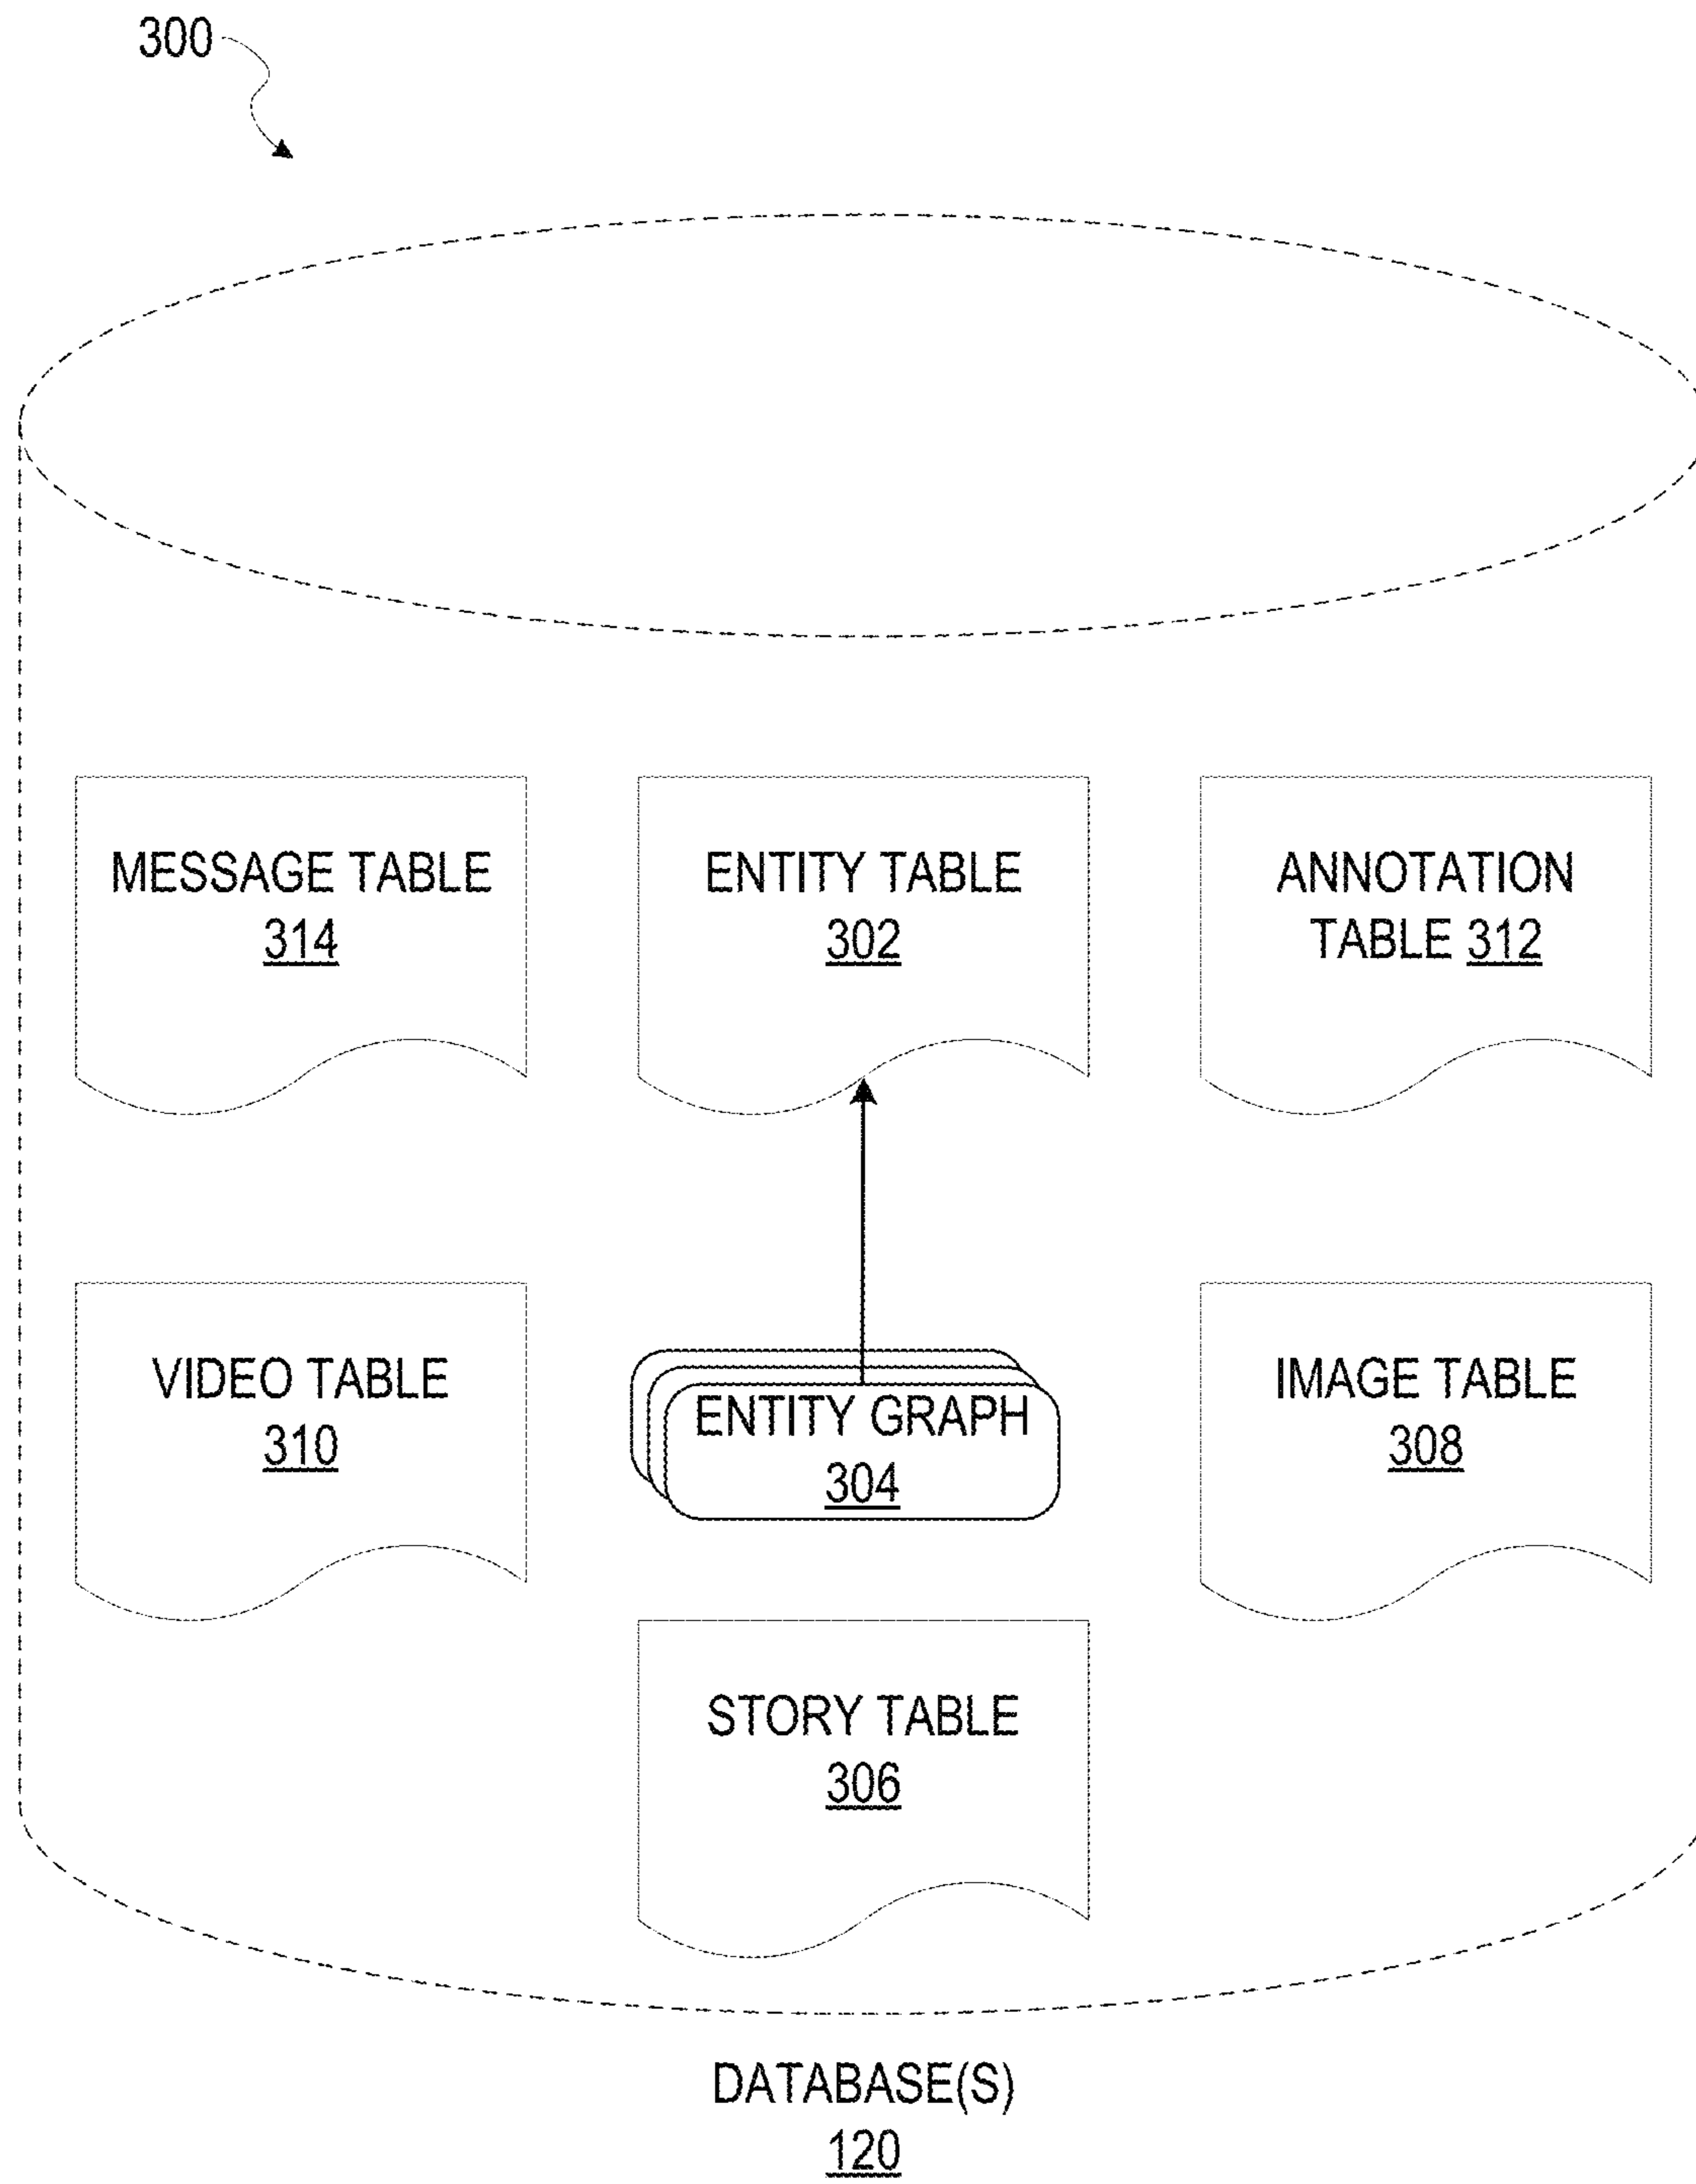 300
MESSAGE TABLE
314
ENTITY TABLE
302
ANNOTATION
TABLE 312
VIDEO TABLE
310
ENTITY GRAPH
304
IMAGE TABLE
308
STORY TABLE
306
DATABASE(S)
120